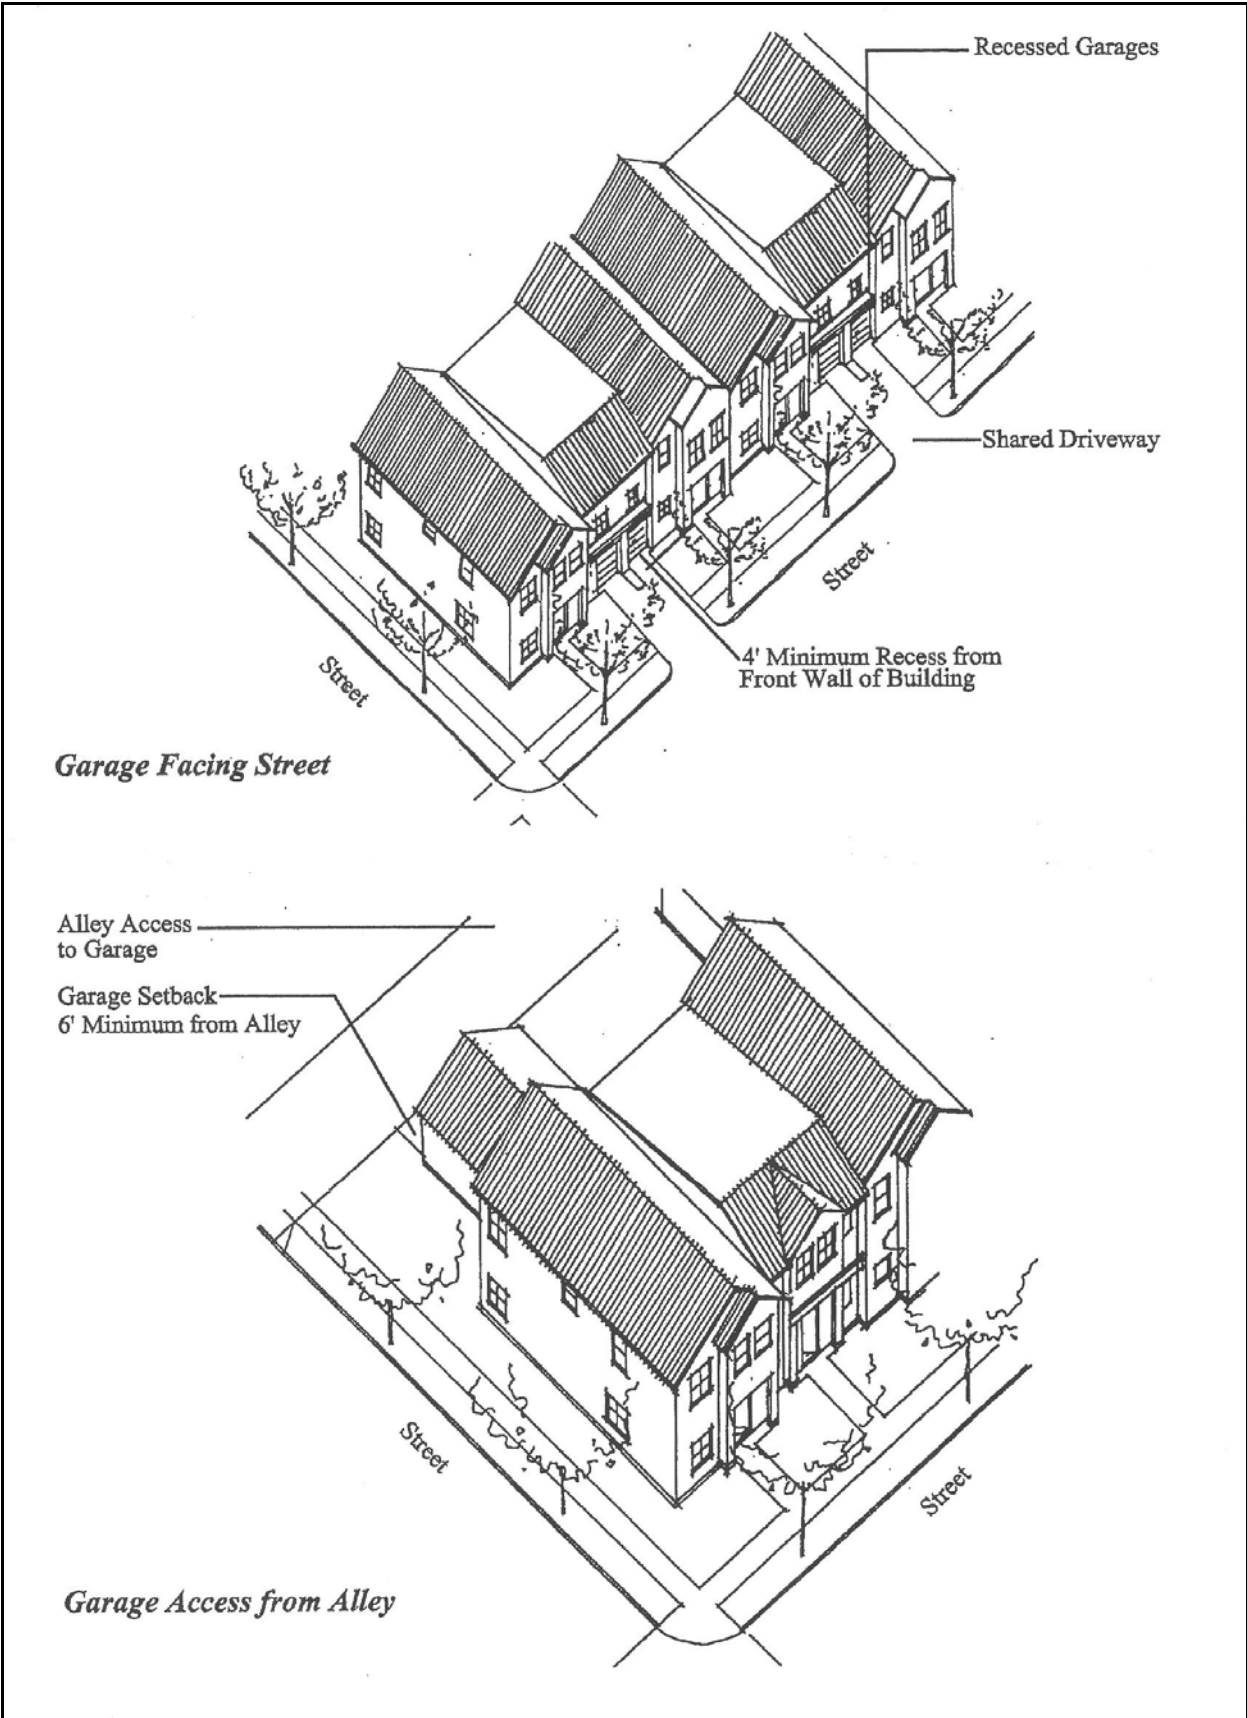 Recessed Garages
Shared Driveway
Street
4' Minimum Recess from
Front Wall of Building
Street
Garage Facing Street
Alley Access
to Garage
Garage Setback
6' Minimum from Alley
Street
Street
Garage Access from Alley